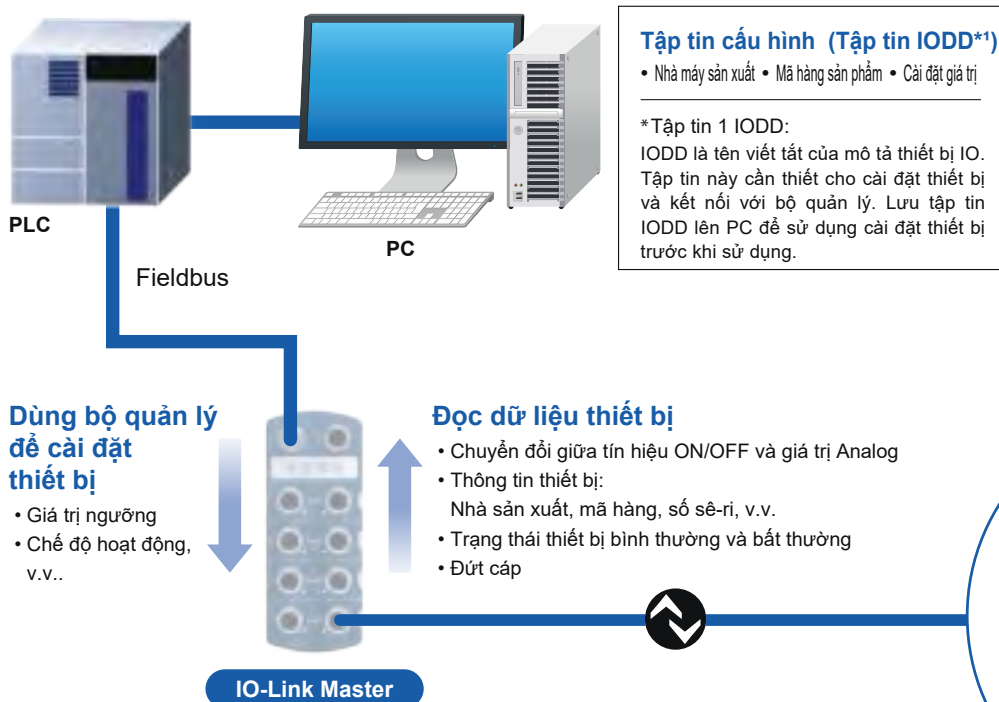 Tập tin cấu hình (Tập tin IODD*1)
• Nhà máy sản xuất • Mã hàng sản phẩm • Cài đặt giá trị
*Tập tin 1 IODD:
IODD là tên viết tắt của mô tả thiết bị IO.
Tập tin này cần thiết cho cài đặt thiết bị
và kết nối với bộ quản lý. Lưu tập tin
IODD lên PC để sử dụng cài đặt thiết bị
trước khi sử dụng.
PLC
PC
Fieldbus
Dùng bộ quản lý
để cài đặt
thiết bị
• Giá trị ngưỡng
• Chế độ hoạt động,
v.v..
Đọc dữ liệu thiết bị
• Chuyển đổi giữa tín hiệu ON/OFF và giá trị Analog
• Thông tin thiết bị:
Nhà sản xuất, mã hàng, số sê-ri, v.v.
• Trạng thái thiết bị bình thường và bất thường
• Đứt cáp
IO-Link Master